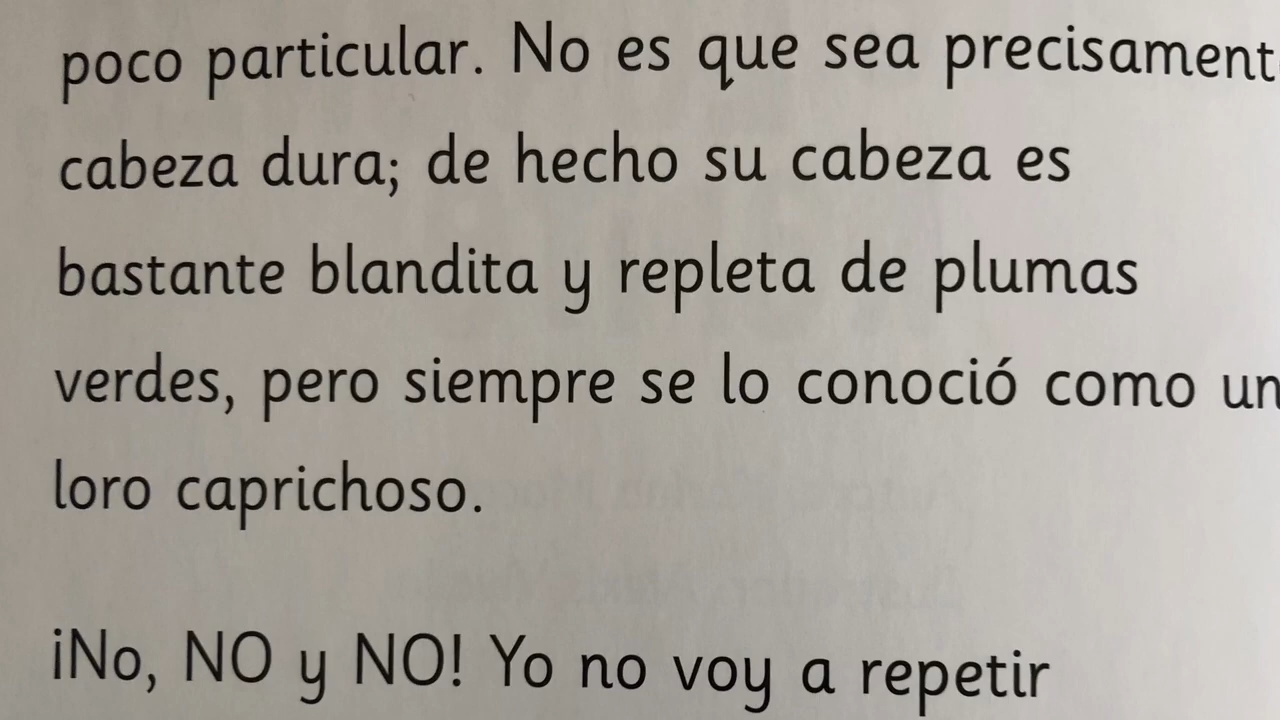 poco particular. No es que sea precisament
cabeza dura; de hecho su cabeza es
bastante blandita y repleta de plumas
verdes, pero siempre se lo conoció como un
loro caprichoso.
¡No, NO y NO! Yo no voy a repetir